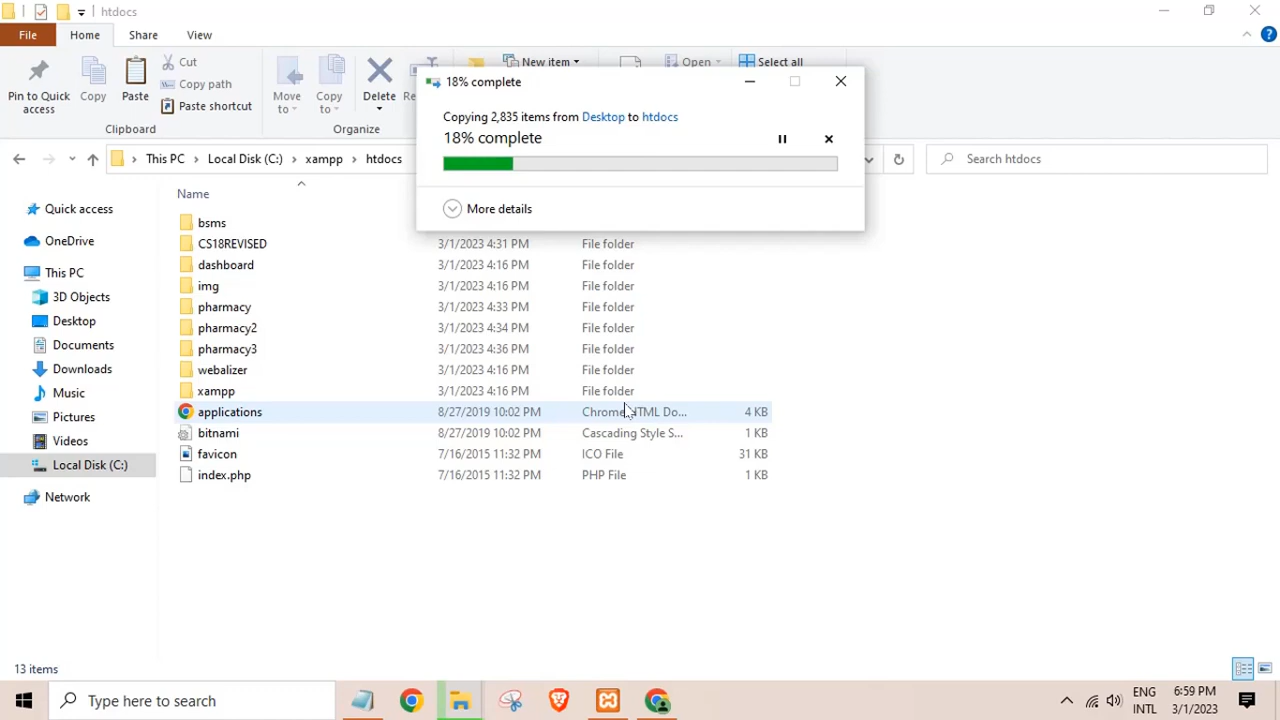 htdocs
File Home Share View
Pin to Quick access
Copy
Paste
Cut
Copy path
Paste shortcut
Clipboard
Move to
Copy to
Delete
Organize
New item
Open
Select all
18% complete
Copying 2,835 items from Desktop to htdocs
18% complete
More details
This PC Local Disk (C:) xampp htdocs
Search htdocs
Quick access
OneDrive
This PC
3D Objects
Desktop
Documents
Downloads
Music
Pictures
Videos
Local Disk (C:)
Network
Name
bsms
CS18REVISED 3/1/2023 4:31 PM File folder
dashboard 3/1/2023 4:16 PM File folder
img 3/1/2023 4:16 PM File folder
pharmacy 3/1/2023 4:33 PM File folder
pharmacy2 3/1/2023 4:34 PM File folder
pharmacy3 3/1/2023 4:36 PM File folder
webalizer 3/1/2023 4:16 PM File folder
xampp 3/1/2023 4:16 PM File folder
applications 8/27/2019 10:02 PM Chrome HTML Do... 4 KB
bitnami 8/27/2019 10:02 PM Cascading Style S... 1 KB
favicon 7/16/2015 11:32 PM ICO File 31 KB
index.php 7/16/2015 11:32 PM PHP File 1 KB
13 items
Type here to search
ENG
INTL
6:59 PM
3/1/2023